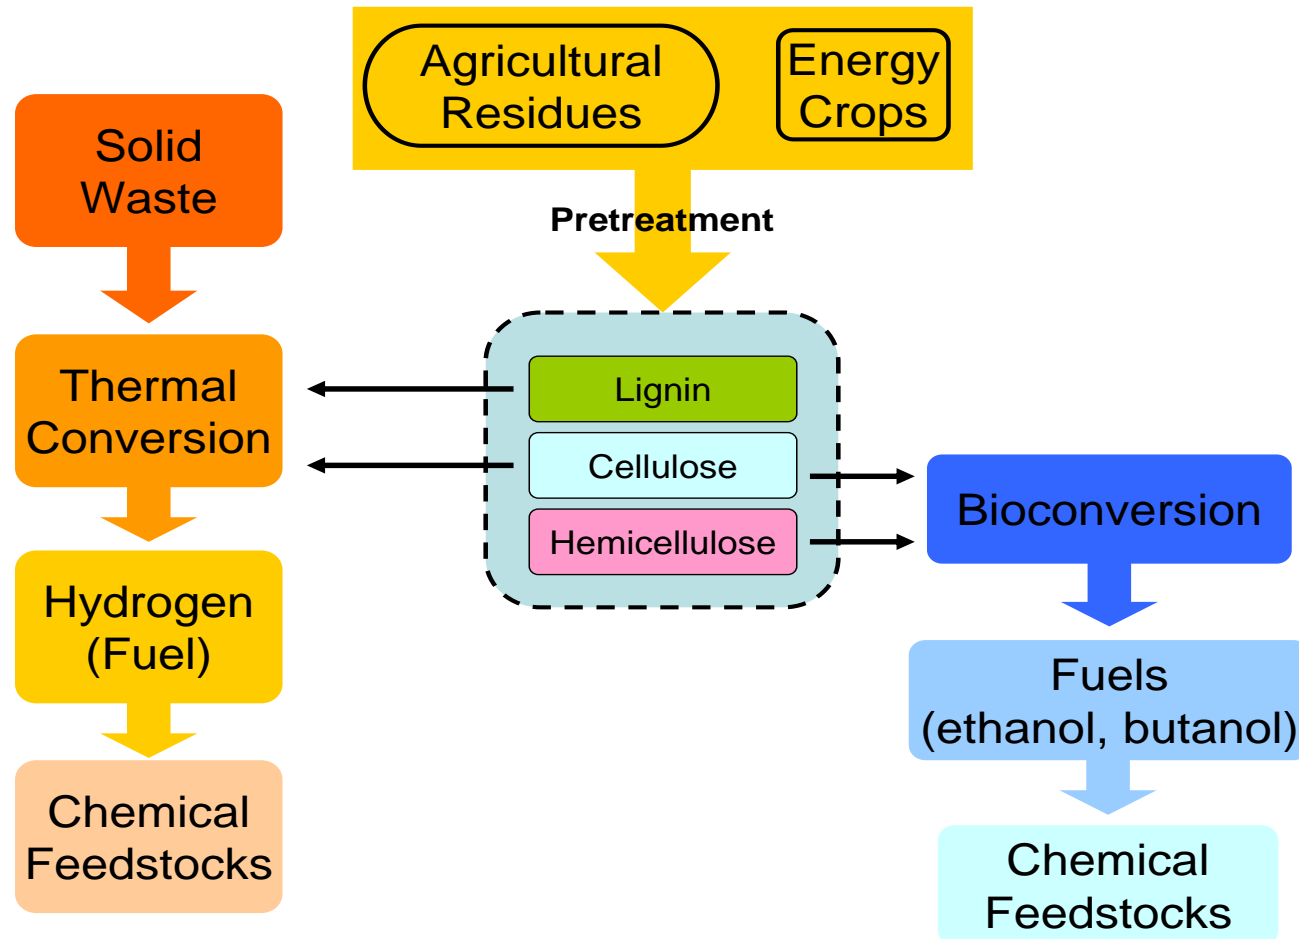 Agricultural
Residues
Energy
Crops
Solid
Waste
Pretreatment
Thermal
Conversion
Lignin
Cellulose
Hemicellulose
Bioconversion
Hydrogen
(Fuel)
Fuels
(ethanol, butanol)
Chemical
Feedstocks
Chemical
Feedstocks